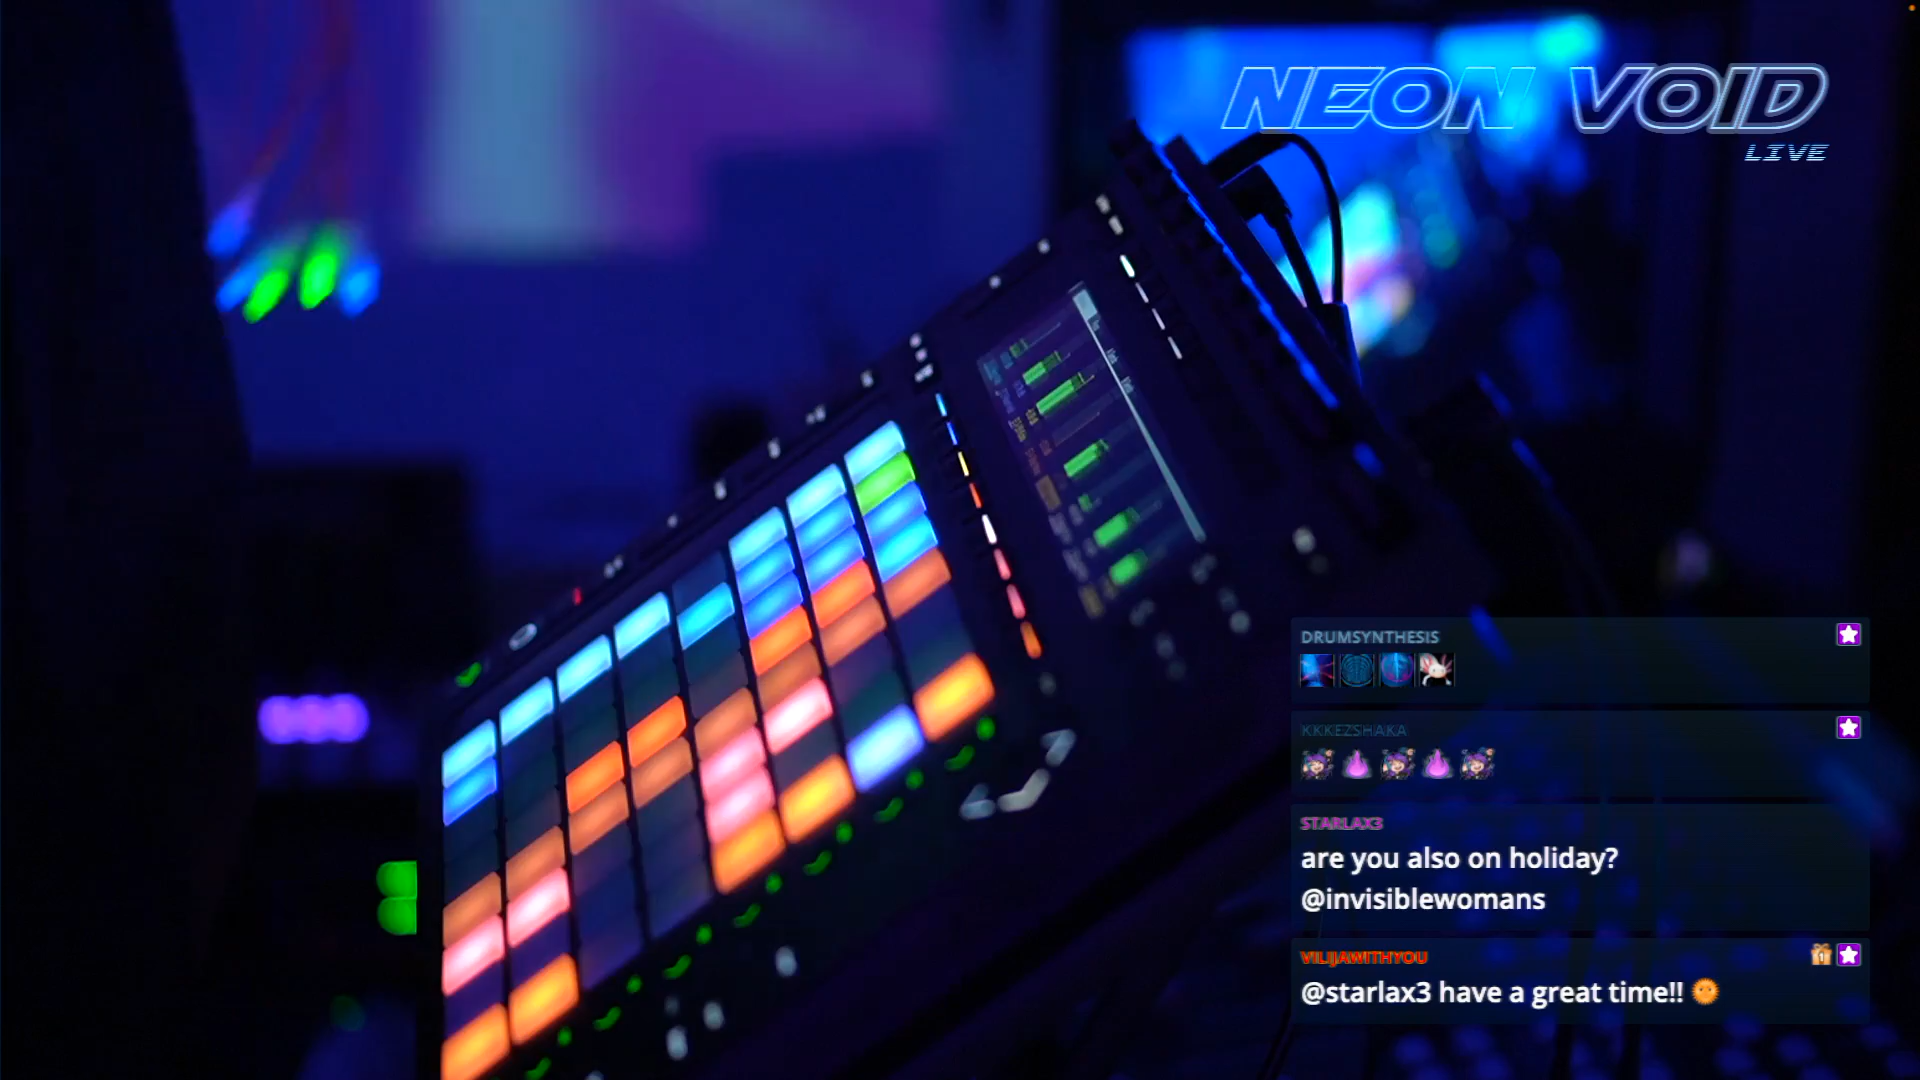 NEON VOID
LIVE
DRUMSYNTHESIS
KKKEZSHAKA
STARLAX3
are you also on holiday?
@invisiblewomans
VILIJAWITHYOU
@starlax3 have a great time!!